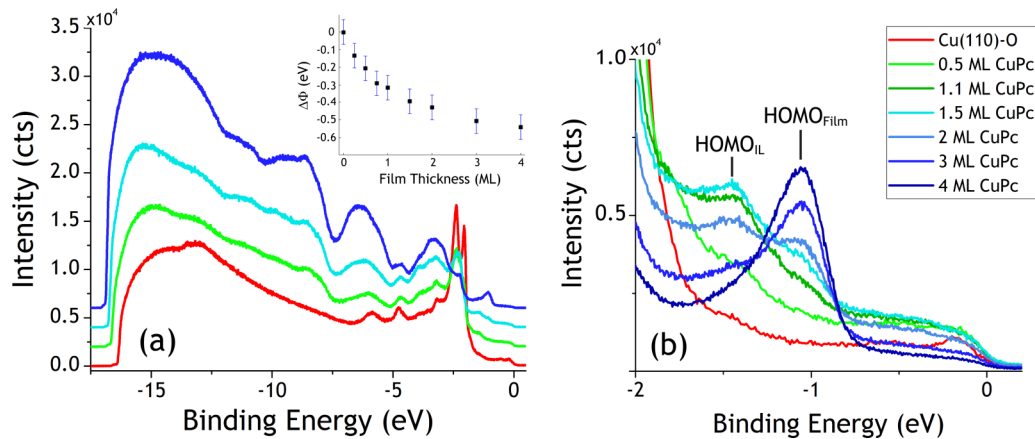 x10⁴
3.5
3.0
2.5
2.0
1.5
1.0
0.5
0.0
Intensity (cts)
-15
-10
-5
0
Binding Energy (eV)
(a)
0
-0.1
-0.2
-0.3
-0.4
-0.5
-0.6
ΔΦ (eV)
0
1
2
3
4
Film Thickness (ML)
x10⁴
1.0
0.5
Intensity (cts)
-2
-1
0
Binding Energy (eV)
(b)
HOMO_IL
HOMO_Film
Cu(110)-O
0.5 ML CuPc
1.1 ML CuPc
1.5 ML CuPc
2 ML CuPc
3 ML CuPc
4 ML CuPc